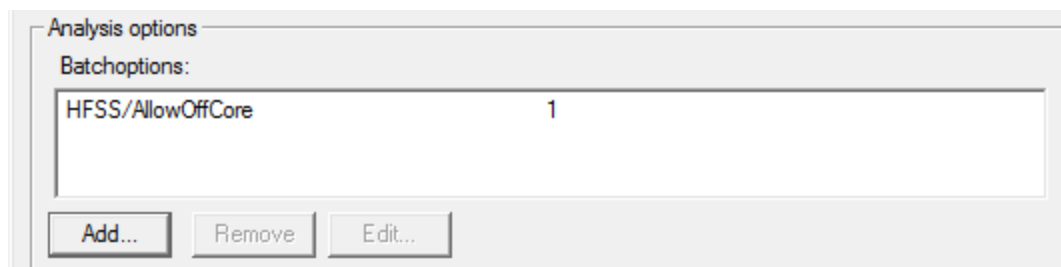 Analysis options
Batchoptions:
HFSS/AllowOffCore 1
Add... Remove Edit...